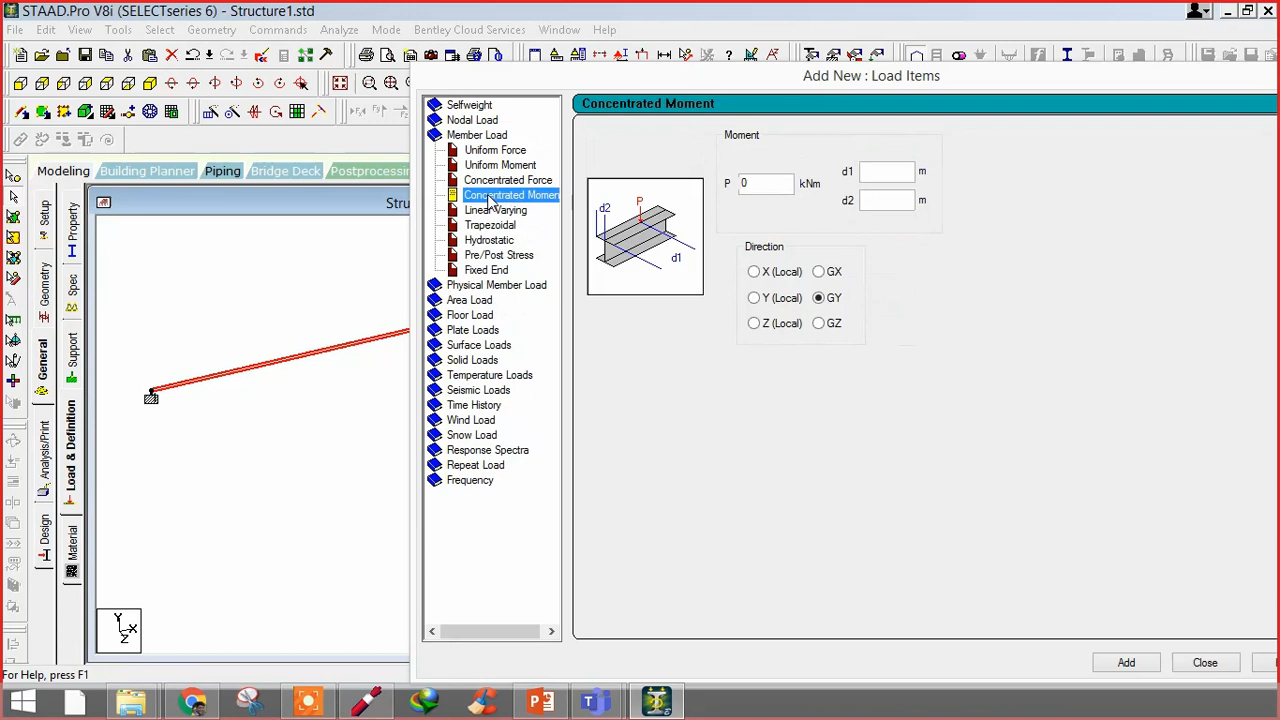 STAAD.Pro V8i (SELECTseries 6) - Structure1.std
File Edit View Tools Select Geometry Commands Analyze Mode Bentley Cloud Services Window Help
Add New : Load Items
Modeling Building Planner Piping Bridge Deck Postprocessing
Setup
Geometry
General
Analysis/Print
Design
Property
Spec
Support
Load & Definition
Material
Y
X
Z
Selfweight
Nodal Load
Member Load
Uniform Force
Uniform Moment
Concentrated Force
Concentrated Momen
Linear Varying
Trapezoidal
Hydrostatic
Pre/Post Stress
Fixed End
Physical Member Load
Area Load
Floor Load
Plate Loads
Surface Loads
Solid Loads
Temperature Loads
Seismic Loads
Time History
Wind Load
Snow Load
Response Spectra
Repeat Load
Frequency
Concentrated Moment
d2 P
d1
Moment
P 0 kNm
d1 m
d2 m
Direction
X (Local) GX
Y (Local) GY
Z (Local) GZ
Add Close
For Help, press F1